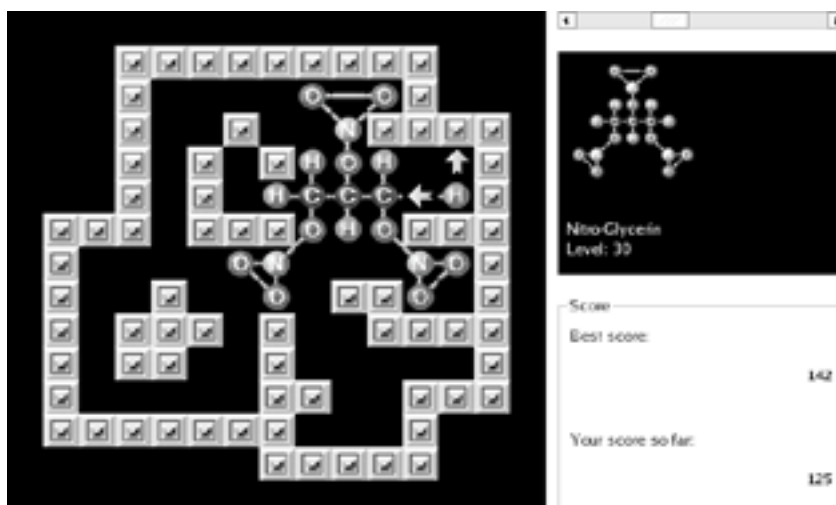 O O
N
H O H
H C C C H
O H O
O N N O
O O
Nitro-Glycerin
Level: 30
Score
Best score:
142
Your score so far:
125